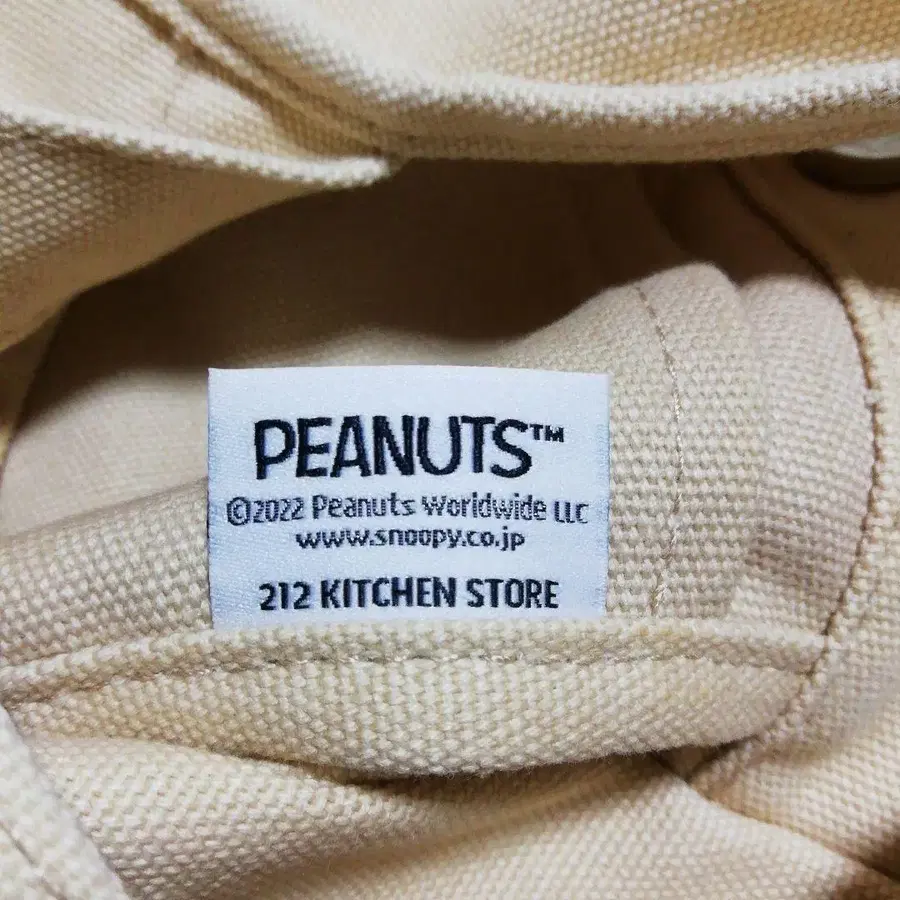 PEANUTS™
©2022 Peanuts Worldwide LLC
www.snoopy.co.jp
212 KITCHEN STORE